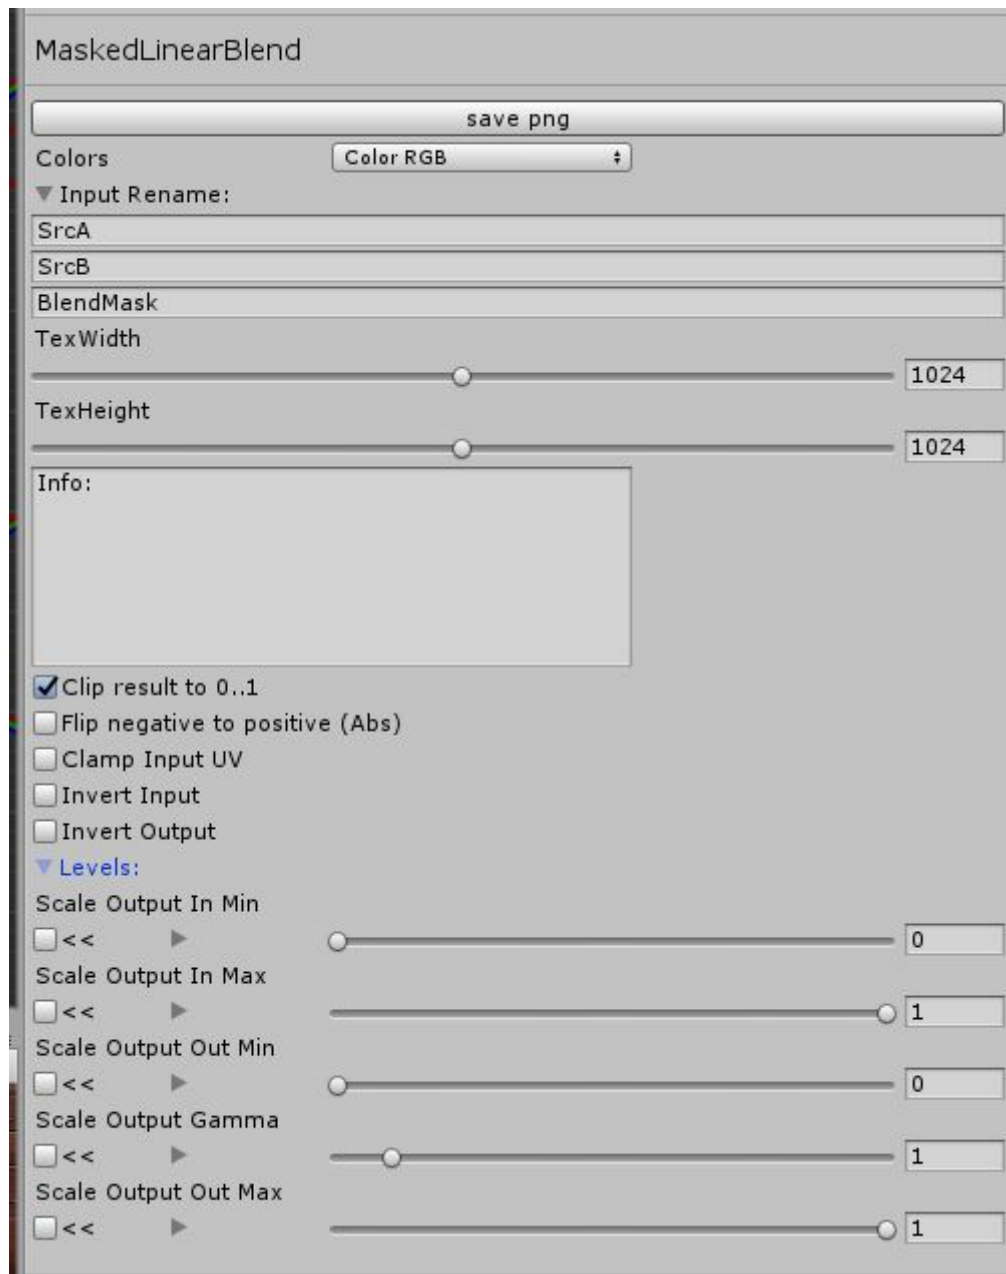 MaskedLinearBlend
save png
Colors Color RGB
Input Rename:
SrcA
SrcB
BlendMask
TexWidth
1024
TexHeight
1024
Info:
Clip result to 0..1
Flip negative to positive (Abs)
Clamp Input UV
Invert Input
Invert Output
Levels:
Scale Output In Min
<< 0
Scale Output In Max
<< 1
Scale Output Out Min
<< 0
Scale Output Gamma
<< 1
Scale Output Out Max
<< 1